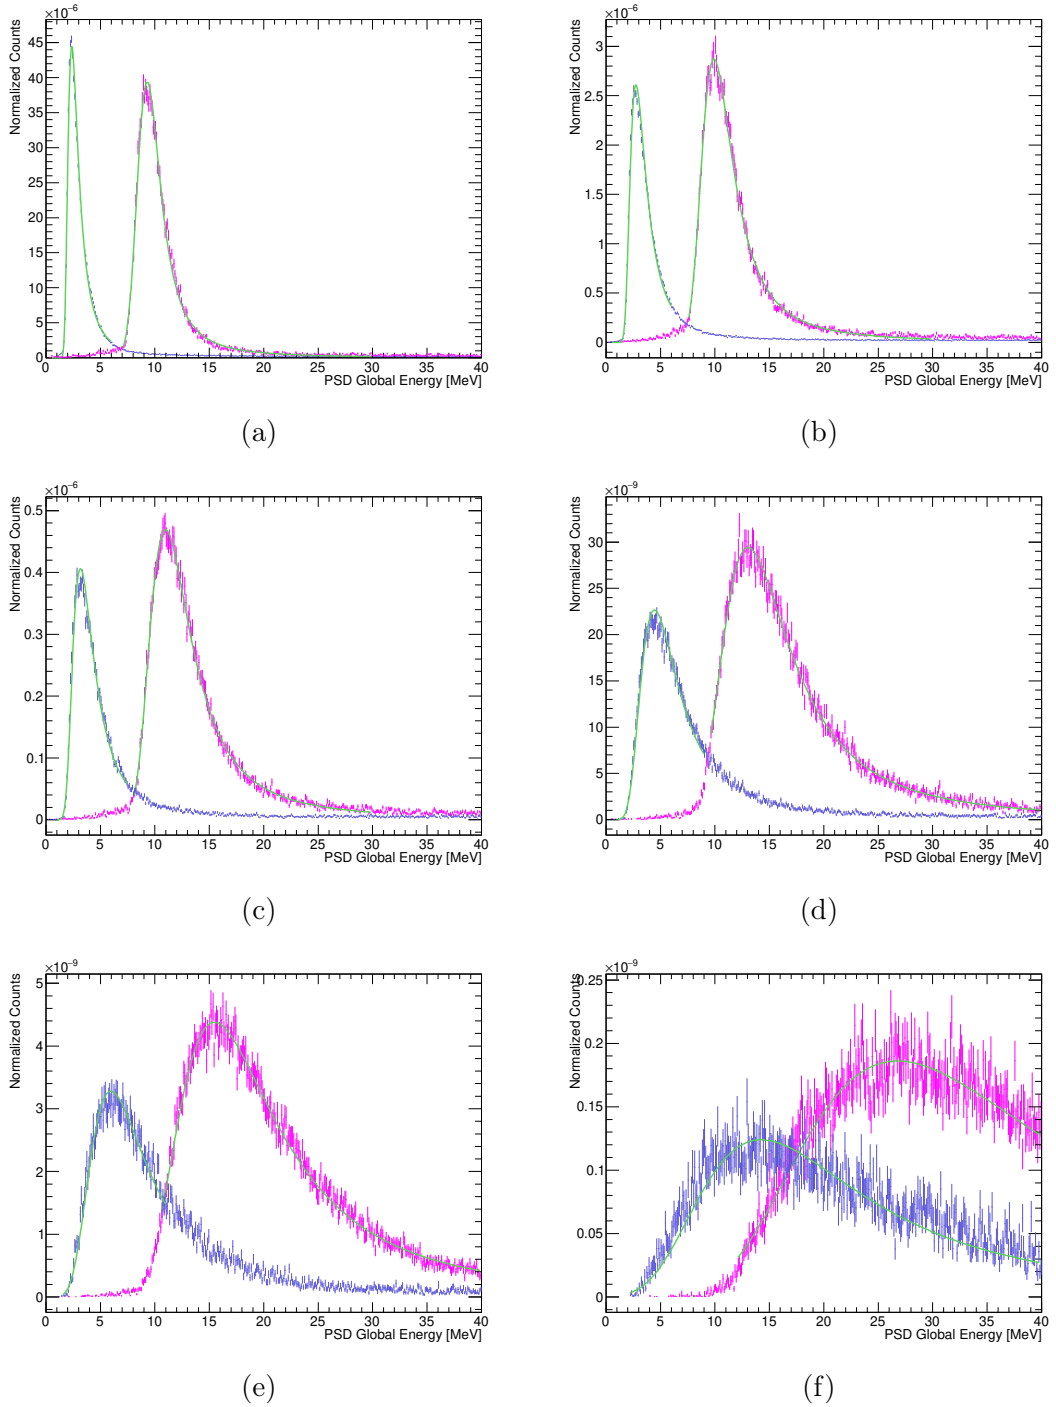 ×10⁻⁶ ×10⁻⁶
Normalized Counts Normalized Counts
45 3
40 2.5
35 2
30 1.5
25 1
20 0.5
15 0
10
5
0
0 5 10 15 20 25 30 35 40 0 5 10 15 20 25 30 35 40
PSD Global Energy [MeV] PSD Global Energy [MeV]
(a) (b)
×10⁻⁶ ×10⁻⁹
Normalized Counts Normalized Counts
0.5 30
0.4 25
0.3 20
0.2 15
0.1 10
0 5
0
0 5 10 15 20 25 30 35 40 0 5 10 15 20 25 30 35 40
PSD Global Energy [MeV] PSD Global Energy [MeV]
(c) (d)
×10⁻⁹ ×10⁻⁹
Normalized Counts Normalized Counts
5 0.25
4 0.2
3 0.15
2 0.1
1 0.05
0 0
0 5 10 15 20 25 30 35 40 0 5 10 15 20 25 30 35 40
PSD Global Energy [MeV] PSD Global Energy [MeV]
(e) (f)